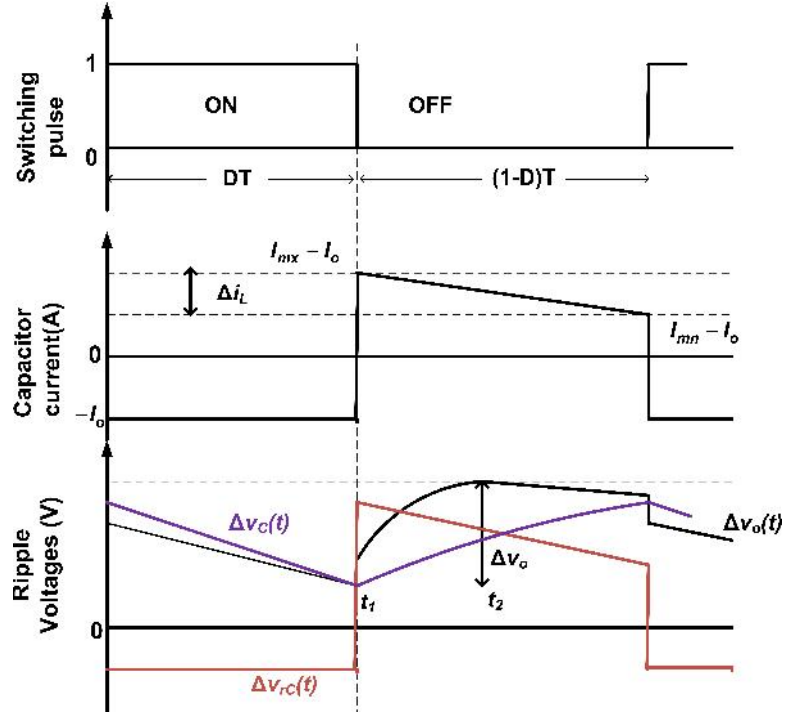 Switching pulse
1
0
ON
OFF
DT
(1-D)T
Capacitor current(A)
I_mx – I_o
Δi_L
0
I_mn – I_o
–I_o
Ripple Voltages (V)
Δv_C(t)
Δv_o(t)
Δv_o
t_1
t_2
0
Δv_rC(t)